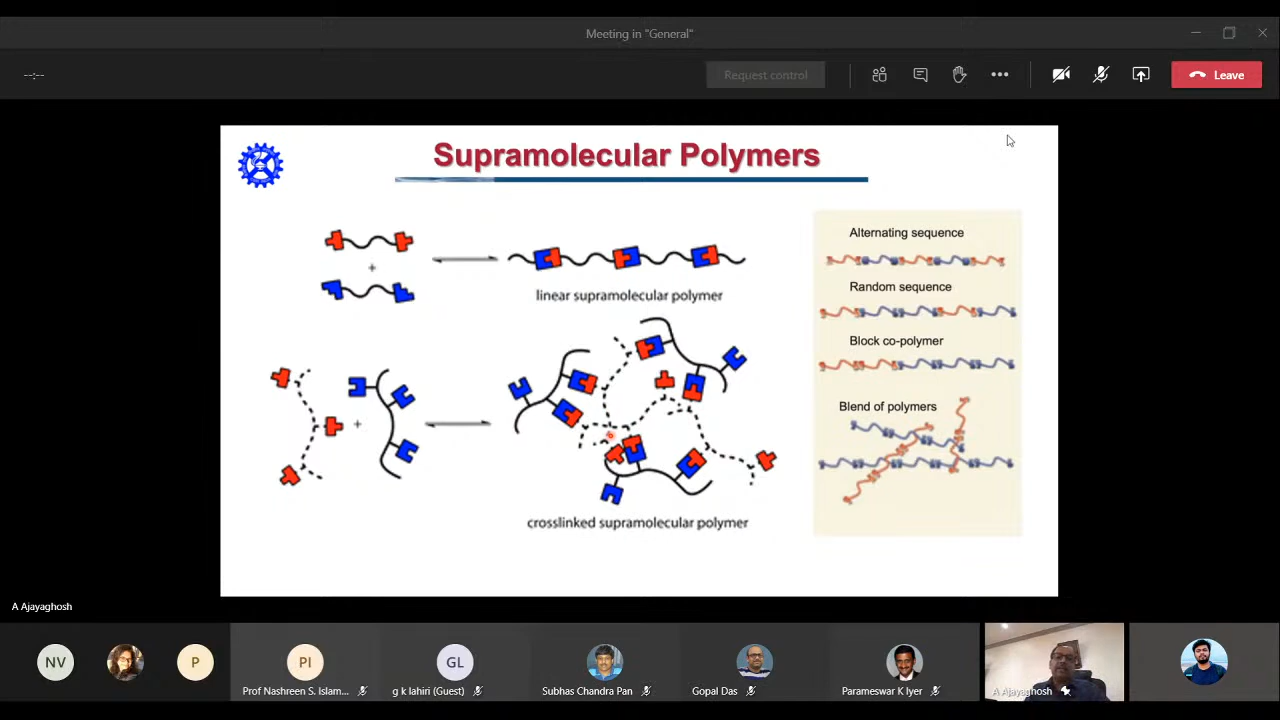 Meeting in "General"
--:--
Request control
Leave
Supramolecular Polymers
+
linear supramolecular polymer
+
crosslinked supramolecular polymer
Alternating sequence
Random sequence
Block co-polymer
Blend of polymers
A Ajayaghosh
NV
P
PI
GL
Prof Nashreen S. Islam...
g k lahiri (Guest)
Subhas Chandra Pan
Gopal Das
Parameswar K Iyer
A Ajayaghosh